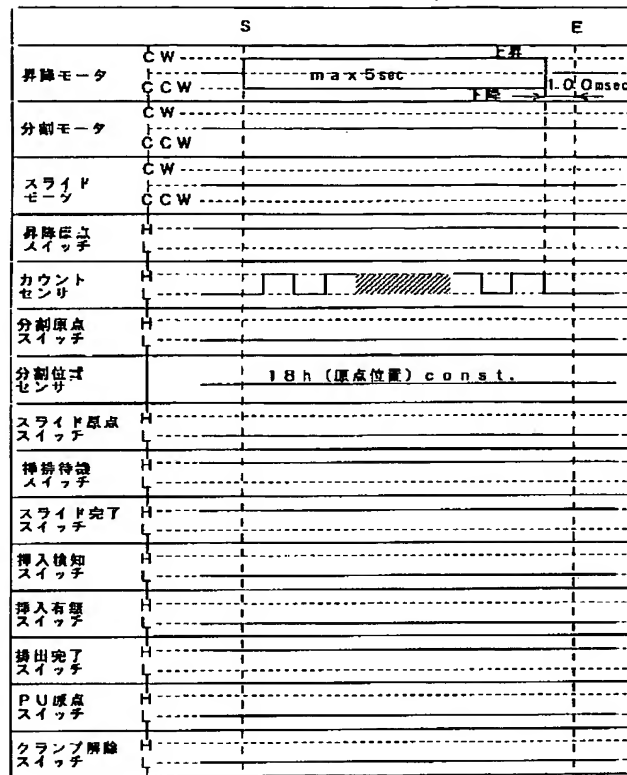 S E
昇降モータ CW 上昇
max 5sec
CCW 下降 100msec
分割モータ CW
CCW
スライド
モータ CW
CCW
昇降原点
スイッチ H
L
カウント
センサ H
L
分割原点
スイッチ H
L
分割位置
センサ 18h (原点位置) const.
スライド原点
スイッチ H
L
スイッチ H
L
スライド完了
スイッチ H
L
挿入検知
スイッチ H
L
挿入有無
スイッチ H
L
排出完了
スイッチ H
L
PU原点
スイッチ H
L
クランプ解除
スイッチ H
L